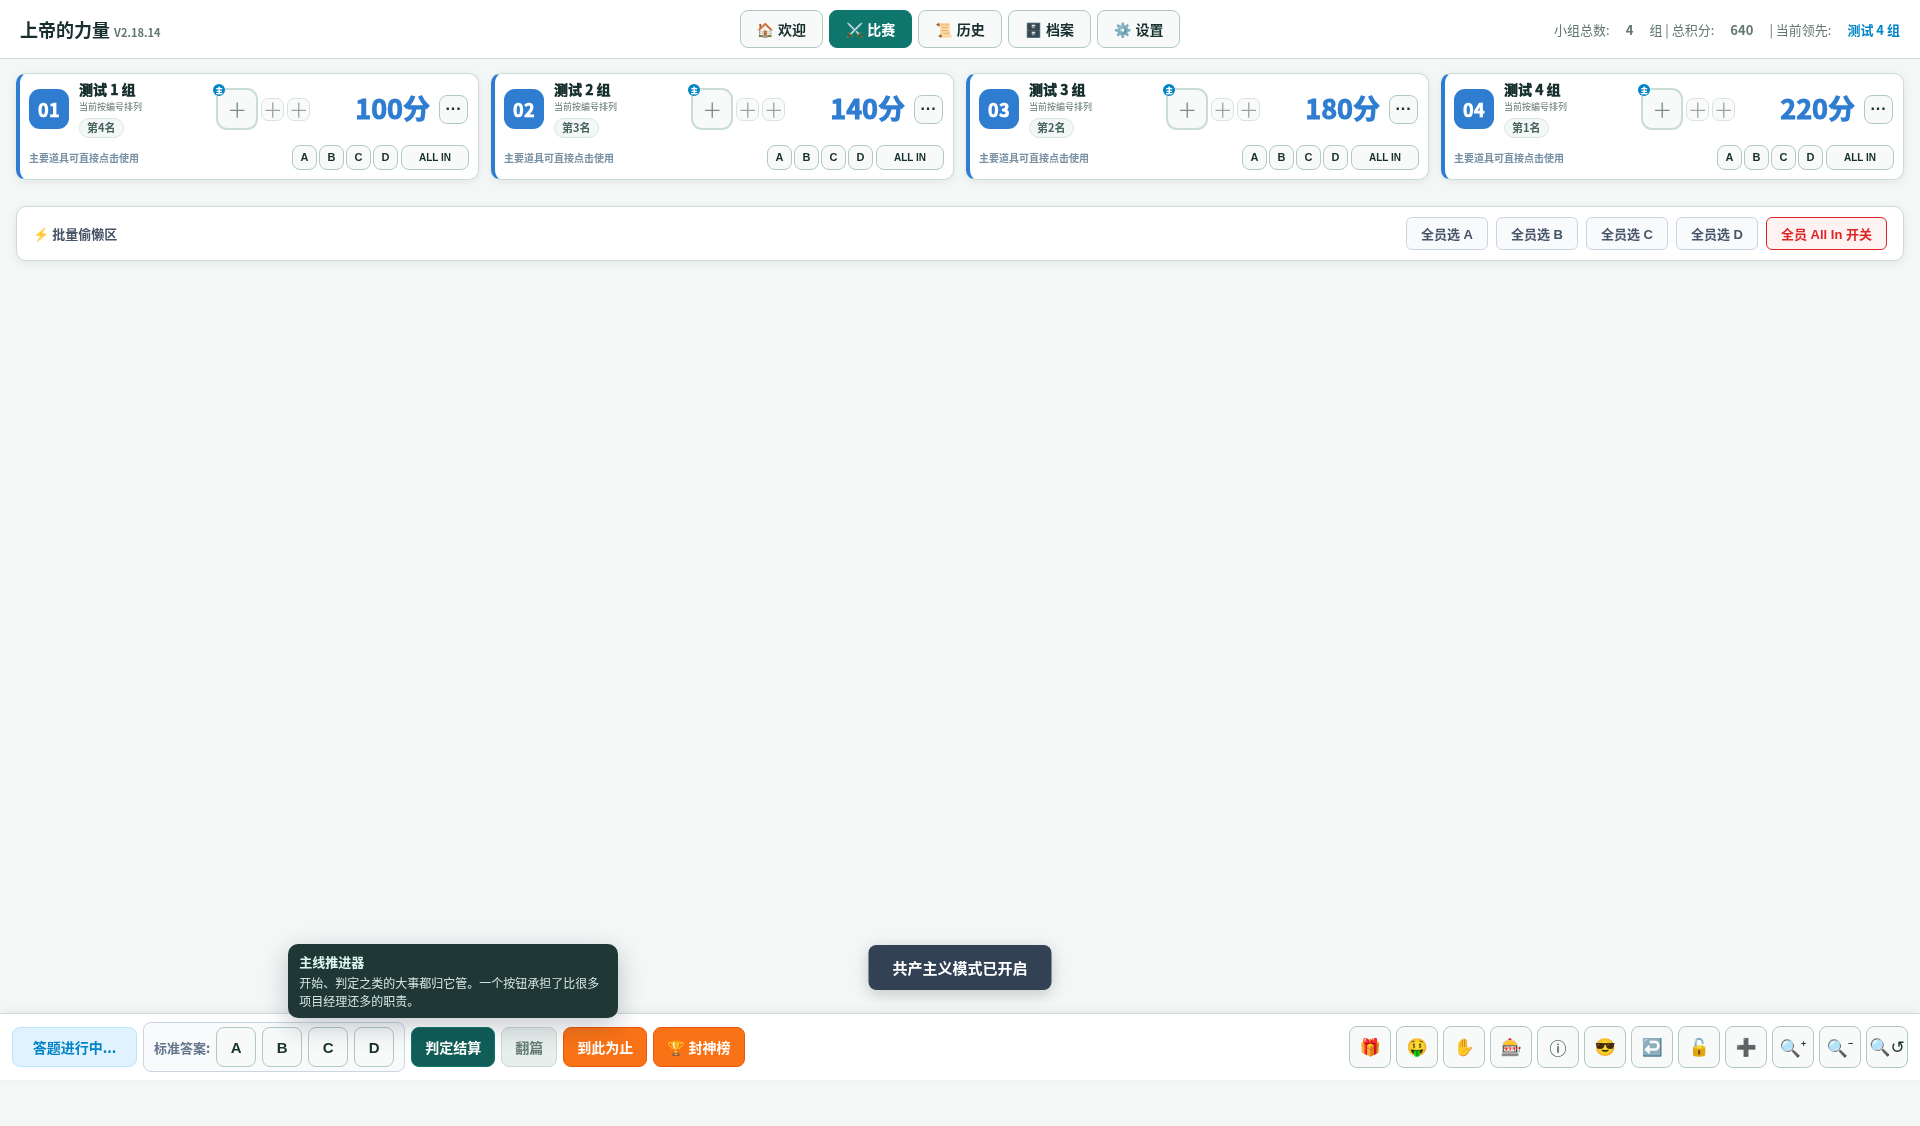 上帝的力量 V2.18.14
🏠 欢迎
⚔️ 比赛
📜 历史
🗄️ 档案
⚙️ 设置
小组总数: 4 组 | 总积分: 640 | 当前领先: 测试 4 组
01
测试 1 组
当前按编号排列
第4名
主
100分
···
主要道具可直接点击使用
A B C D ALL IN
02
测试 2 组
当前按编号排列
第3名
主
140分
···
主要道具可直接点击使用
A B C D ALL IN
03
测试 3 组
当前按编号排列
第2名
主
180分
···
主要道具可直接点击使用
A B C D ALL IN
04
测试 4 组
当前按编号排列
第1名
主
220分
···
主要道具可直接点击使用
A B C D ALL IN
⚡ 批量偷懒区
全员选 A
全员选 B
全员选 C
全员选 D
全员 All In 开关
主线推进器
开始、判定之类的大事都归它管。一个按钮承担了比很多
项目经理还多的职责。
共产主义模式已开启
答题进行中...
标准答案: A B C D
判定结算
翻篇
到此为止
🏆 封神榜